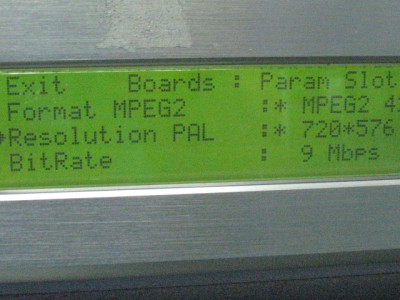 Exit Boards : Param Slot
Format MPEG2 :* MPEG2
Resolution PAL :* 720*576
BitRate : 9 Mbps